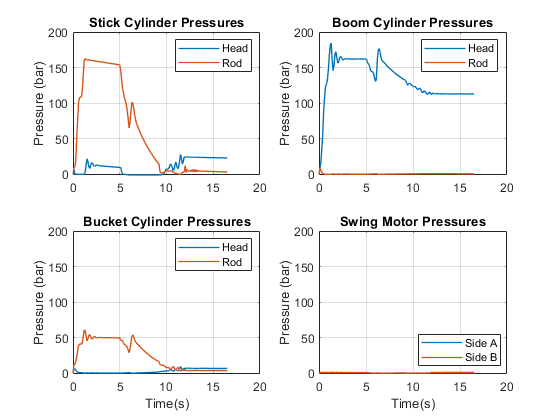 Stick Cylinder Pressures
Pressure (bar)
200
150
100
50
0
0 5 10 15 20
Head
Rod
Boom Cylinder Pressures
Pressure (bar)
200
150
100
50
0
0 5 10 15 20
Head
Rod
Bucket Cylinder Pressures
Pressure (bar)
200
150
100
50
0
0 5 10 15 20
Time(s)
Head
Rod
Swing Motor Pressures
Pressure (bar)
200
150
100
50
0
0 5 10 15 20
Time(s)
Side A
Side B